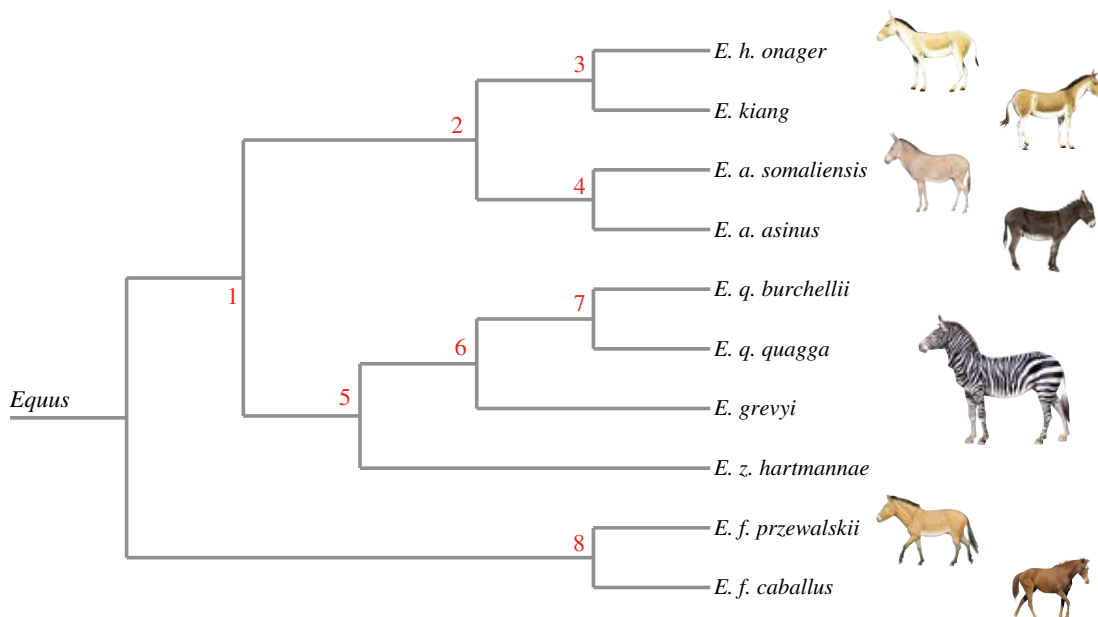 E. h. onager
3
E. kiang
2
E. a. somaliensis
4
E. a. asinus
1
E. q. burchellii
7
E. q. quagga
6
E. grevyi
5
Equus
E. z. hartmannae
E. f. przewalskii
8
E. f. caballus